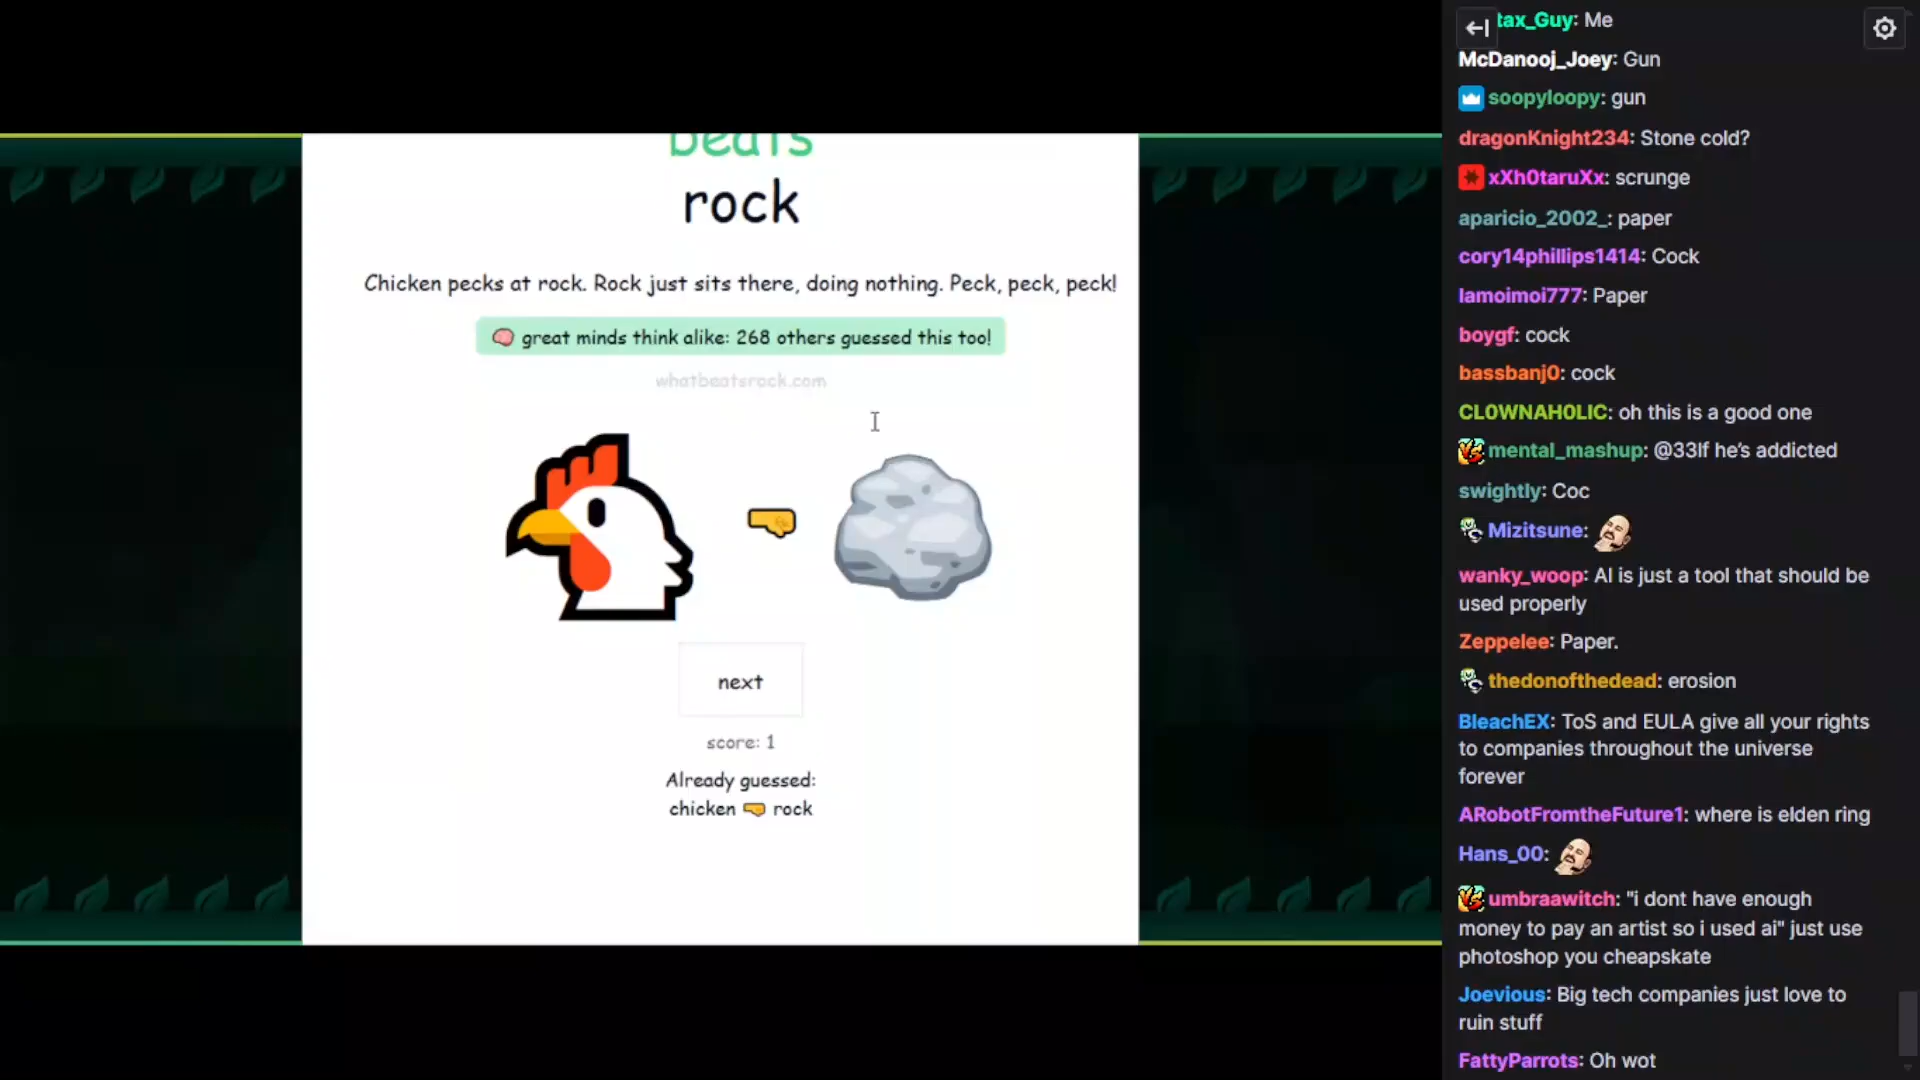 beats
rock
Chicken pecks at rock. Rock just sits there, doing nothing. Peck, peck, peck!
great minds think alike: 268 others guessed this too!
whatbeatsrock.com
next
score: 1
Already guessed:
chicken 🤜 rock
tax_Guy: Me
McDanooj_Joey: Gun
soopyloopy: gun
dragonKnight234: Stone cold?
xXh0taruXx: scrunge
aparicio_2002_: paper
cory14phillips1414: Cock
lamoimoi777: Paper
boygf: cock
bassbanj0: cock
CL0WNAH0LIC: oh this is a good one
mental_mashup: @33lf he's addicted
swightly: Coc
Mizitsune:
wanky_woop: AI is just a tool that should be
used properly
Zeppelee: Paper.
thedonofthedead: erosion
BleachEX: ToS and EULA give all your rights
to companies throughout the universe
forever
ARobotFromtheFuture1: where is elden ring
Hans_00:
umbraawitch: "i dont have enough
money to pay an artist so i used ai" just use
photoshop you cheapskate
Joevious: Big tech companies just love to
ruin stuff
FattyParrots: Oh wot